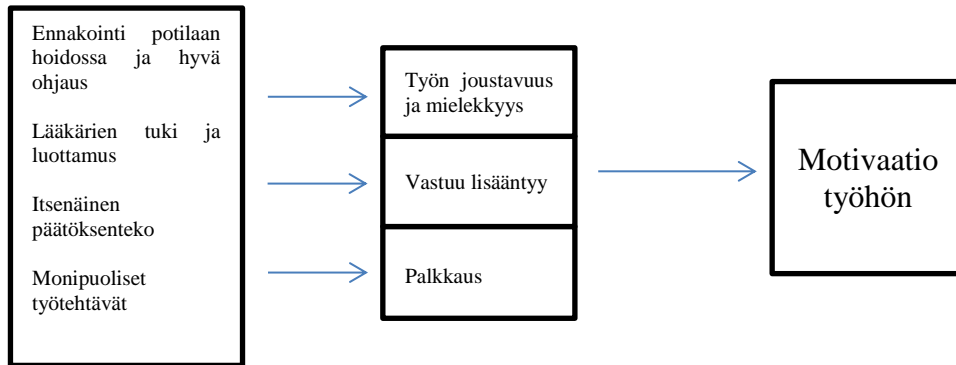 Ennakointi potilaan
hoidossa ja hyvä
ohjaus
Lääkärien tuki ja
luottamus
Itsenäinen
päätöksenteko
Monipuoliset
työtehtävät
Työn joustavuus
ja mielekkyys
Vastuu lisääntyy
Palkkaus
Motivaatio
työhön